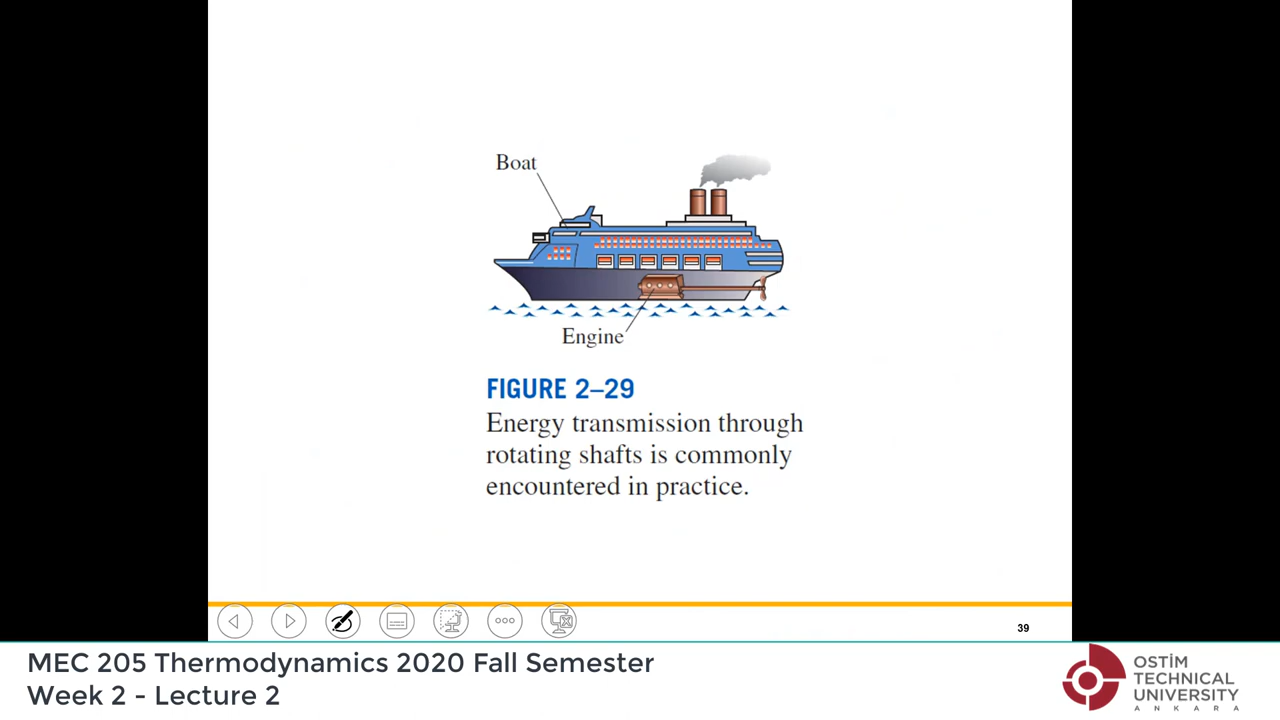 Boat
Engine
FIGURE 2–29
Energy transmission through
rotating shafts is commonly
encountered in practice.
39
MEC 205 Thermodynamics 2020 Fall Semester
Week 2 - Lecture 2
OSTİM
TECHNICAL
UNIVERSITY
ANKARA